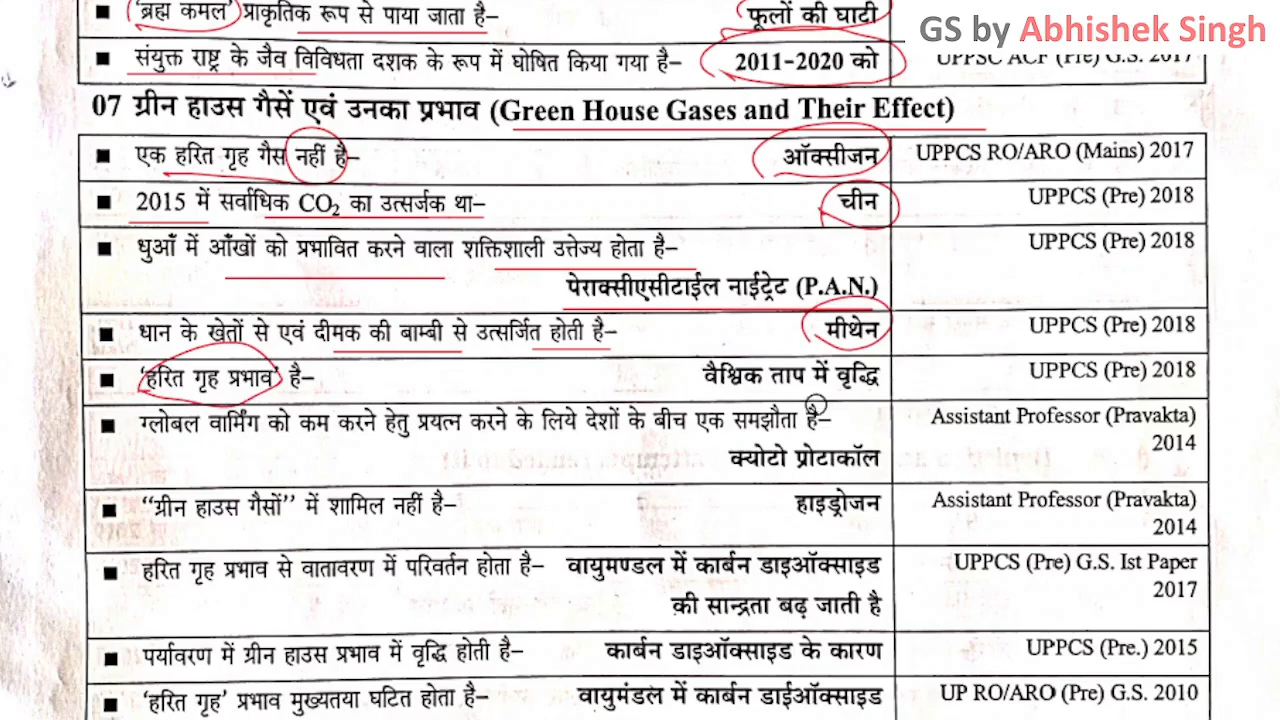 ■ 'ब्रह्म कमल' प्राकृतिक रूप से पाया जाता है– फूलों की घाटी
GS by Abhishek Singh
■ संयुक्त राष्ट्र के जैव विविधता दशक के रूप में घोषित किया गया है– 2011-2020 को UPPSC ACF (Pre) G.S. 2017
07 ग्रीन हाउस गैसें एवं उनका प्रभाव (Green House Gases and Their Effect)
■ एक हरित गृह गैस नहीं है– ऑक्सीजन UPPCS RO/ARO (Mains) 2017
■ 2015 में सर्वाधिक CO₂ का उत्सर्जक था– चीन UPPCS (Pre) 2018
■ धुआँ में आँखों को प्रभावित करने वाला शक्तिशाली उत्तेज्य होता है– UPPCS (Pre) 2018
पेराक्सीएसीटाईल नाईट्रेट (P.A.N.)
■ धान के खेतों से एवं दीमक की बाम्बी से उत्सर्जित होती है– मीथेन UPPCS (Pre) 2018
■ 'हरित गृह प्रभाव' है– वैश्विक ताप में वृद्धि UPPCS (Pre) 2018
■ ग्लोबल वार्मिंग को कम करने हेतु प्रयत्न करने के लिये देशों के बीच एक समझौता है– Assistant Professor (Pravakta)
क्योटो प्रोटाकॉल 2014
■ "ग्रीन हाउस गैसों" में शामिल नहीं है– हाइड्रोजन Assistant Professor (Pravakta)
2014
■ हरित गृह प्रभाव से वातावरण में परिवर्तन होता है– वायुमण्डल में कार्बन डाइऑक्साइड UPPCS (Pre) G.S. Ist Paper
की सान्द्रता बढ़ जाती है 2017
■ पर्यावरण में ग्रीन हाउस प्रभाव में वृद्धि होती है– कार्बन डाइऑक्साइड के कारण UPPCS (Pre.) 2015
■ 'हरित गृह' प्रभाव मुख्यतया घटित होता है– वायुमंडल में कार्बन डाईऑक्साइड UP RO/ARO (Pre) G.S. 2010